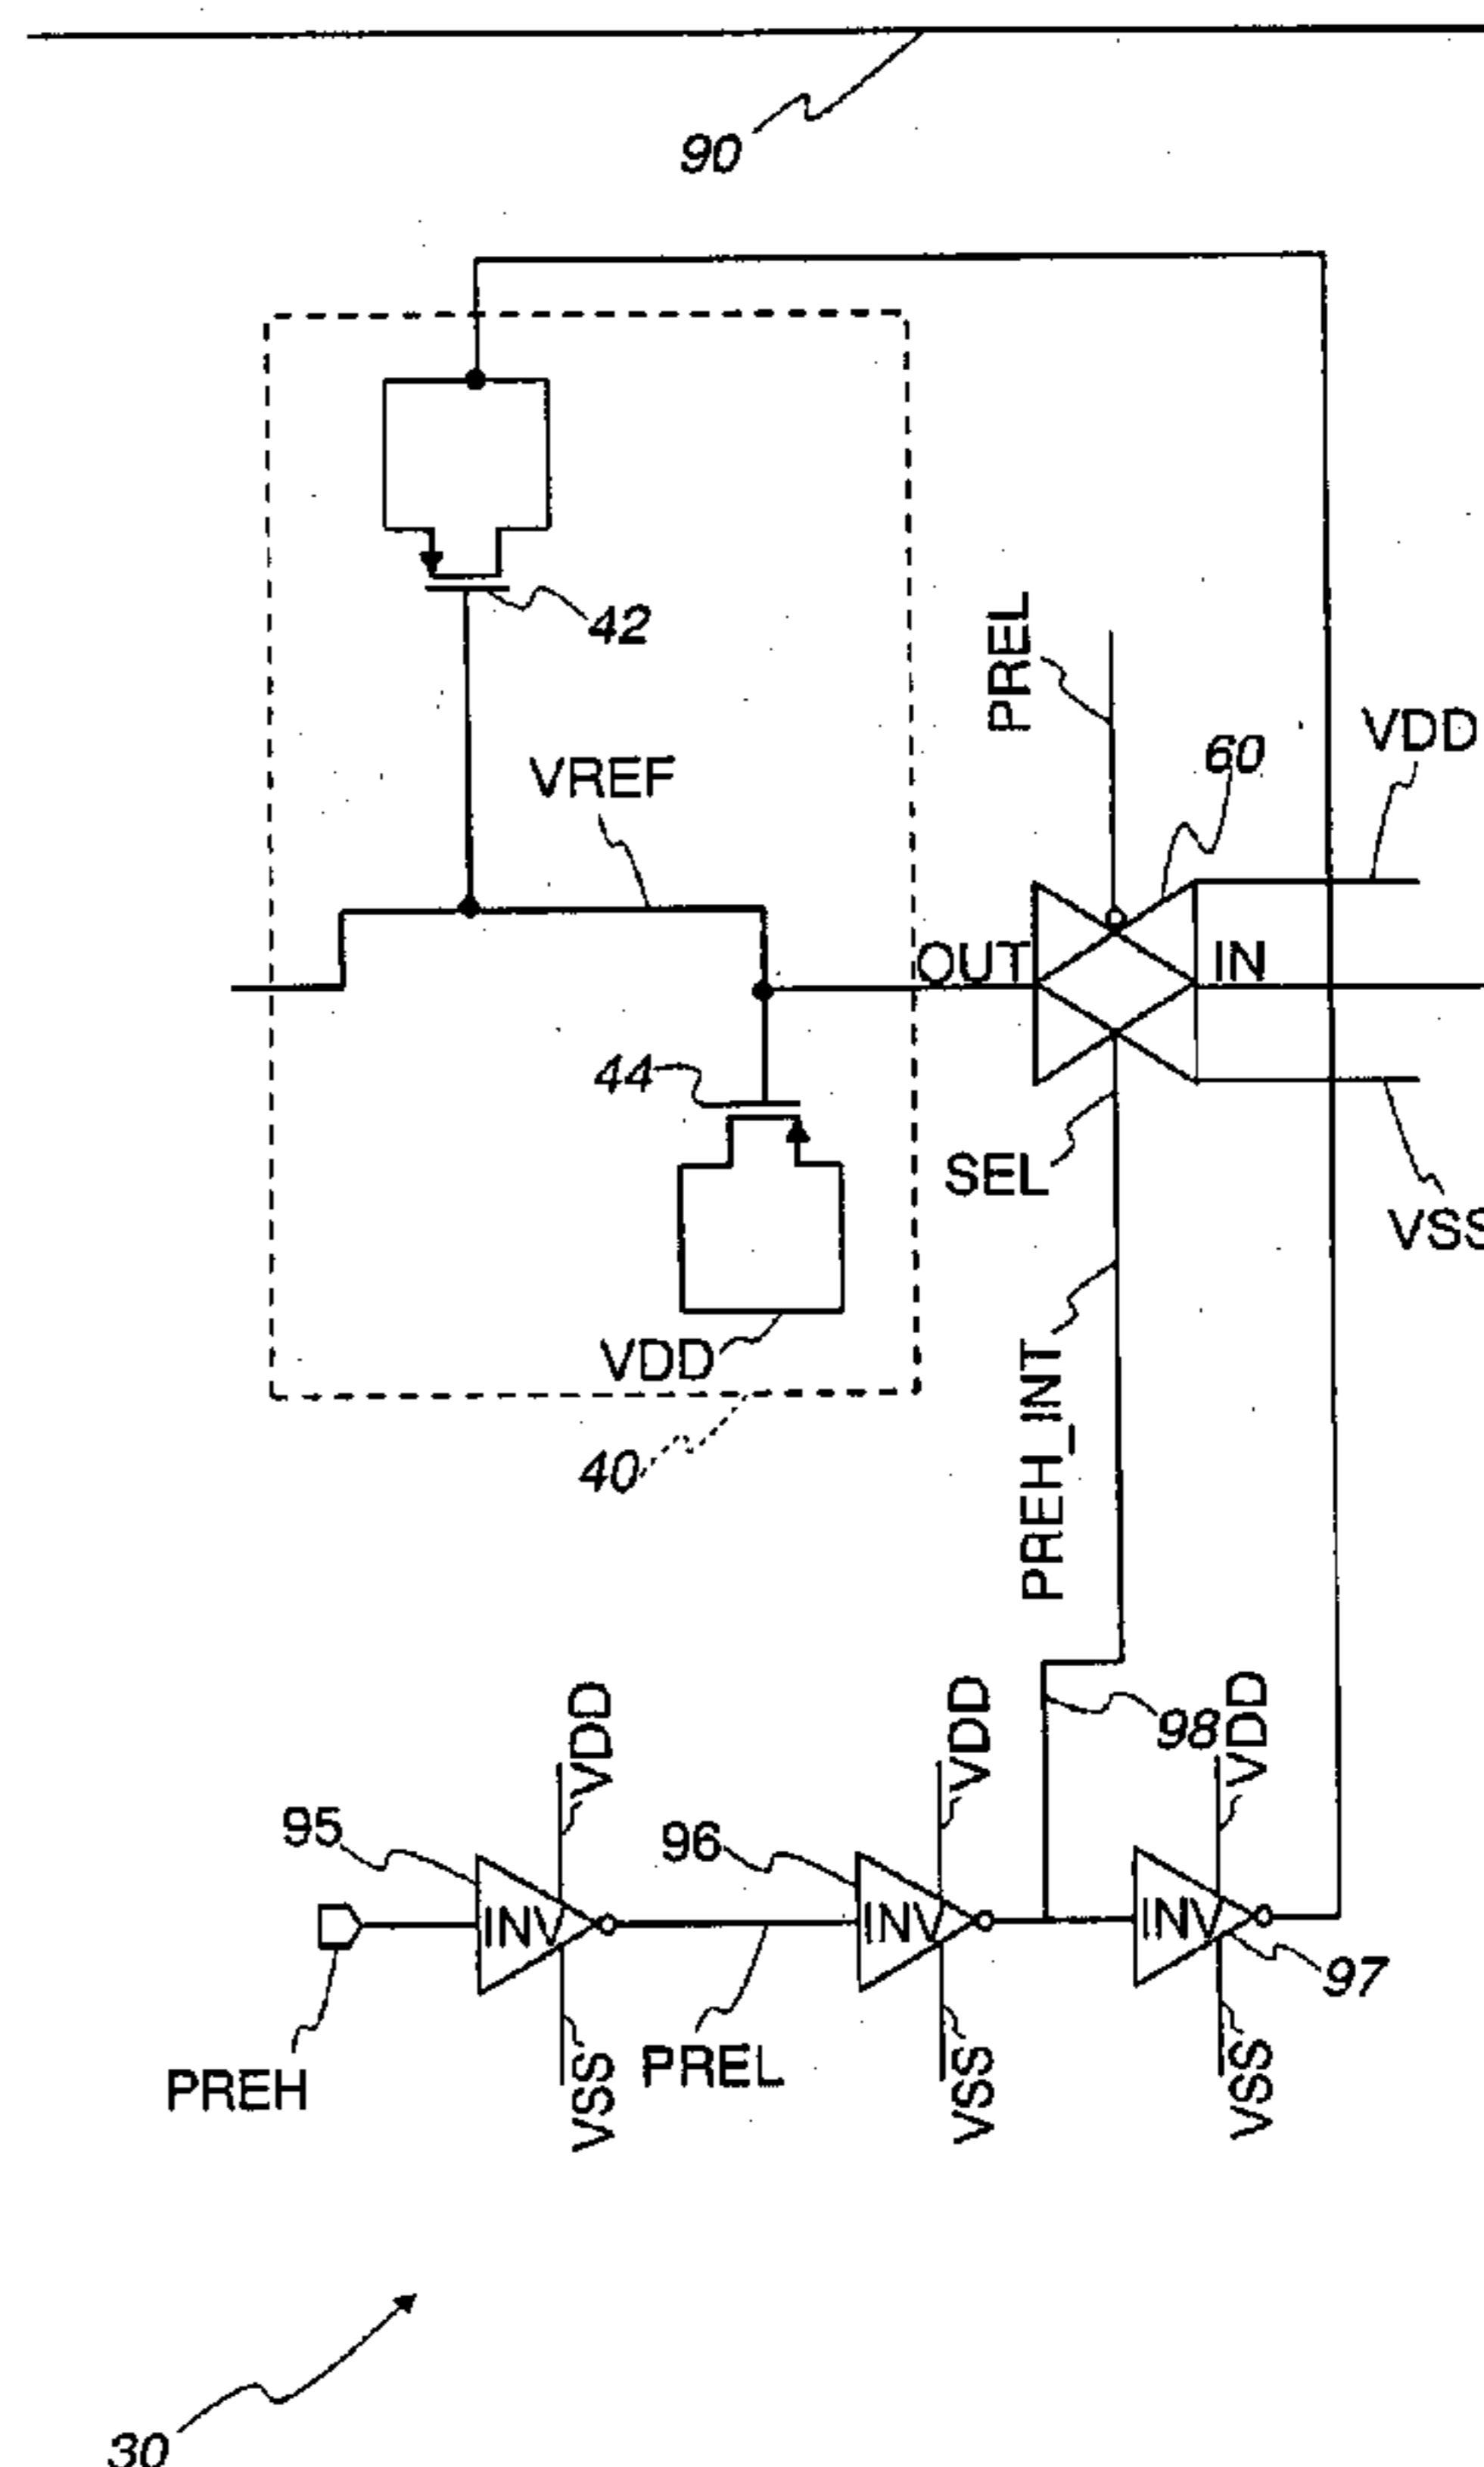 90
42
PREL
60
VDD
VREF
OUT
IN
44
SEL
VSS
VDD
PREH_INT
40
VDD
VDD
98
VDD
95
96
INV
INV
INV
97
PREH
VSS
PREL
VSS
VSS
30